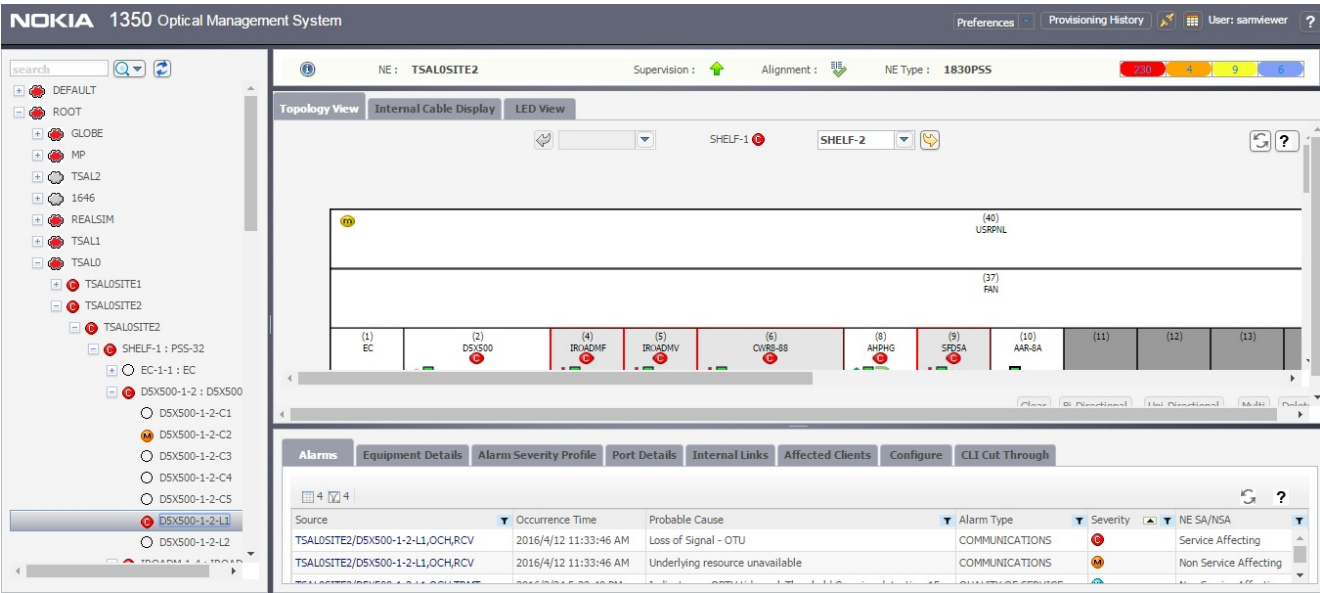 NOKIA 1350 Optical Management System
Preferences Provisioning History User: samviewer ?
search
DEFAULT
ROOT
GLOBE
MP
TSAL2
1646
REALSIM
TSAL1
TSAL0
TSAL0SITE1
TSAL0SITE2
TSAL0SITE2
SHELF-1 : PSS-32
EC-1-1 : EC
D5X500-1-2 : D5X500
D5X500-1-2-C1
D5X500-1-2-C2
D5X500-1-2-C3
D5X500-1-2-C4
D5X500-1-2-C5
D5X500-1-2-L1
D5X500-1-2-L2
NE : TSAL0SITE2 Supervision : Alignment : NE Type : 1830PSS 230 4 9 6
Topology View Internal Cable Display LED View
SHELF-1 C SHELF-2 ?
m
(40)
USRPNL
(37)
FAN
(1) (2) (4) (5) (6) (8) (9) (10) (11) (12) (13)
EC D5X500 IROADMF IROADMV CWR8-88 AHPHG SFD5A AAR-8A
C C C C C C
Clear Bi-Directional Uni-Directional Multi
Alarms Equipment Details Alarm Severity Profile Port Details Internal Links Affected Clients Configure CLI Cut Through
4 4 ?
Source Occurrence Time Probable Cause Alarm Type Severity NE SA/NSA
TSAL0SITE2/D5X500-1-2-L1,OCH,RCV 2016/4/12 11:33:46 AM Loss of Signal - OTU COMMUNICATIONS C Service Affecting
TSAL0SITE2/D5X500-1-2-L1,OCH,RCV 2016/4/12 11:33:46 AM Underlying resource unavailable COMMUNICATIONS M Non Service Affecting